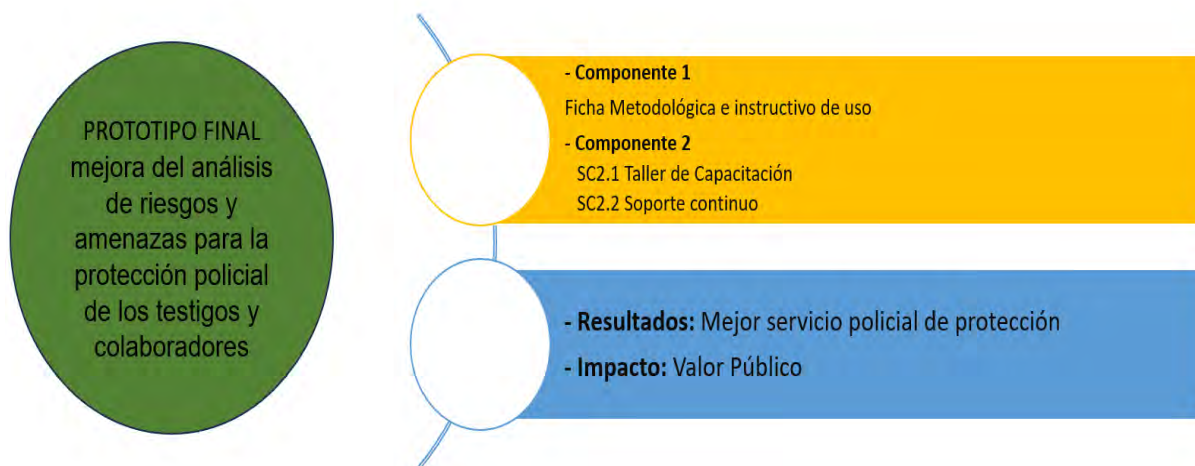 PROTOTIPO FINAL
mejora del análisis
de riesgos y
amenazas para la
protección policial
de los testigos y
colaboradores
- Componente 1
Ficha Metodológica e instructivo de uso
- Componente 2
SC2.1 Taller de Capacitación
SC2.2 Soporte continuo
- Resultados: Mejor servicio policial de protección
- Impacto: Valor Público